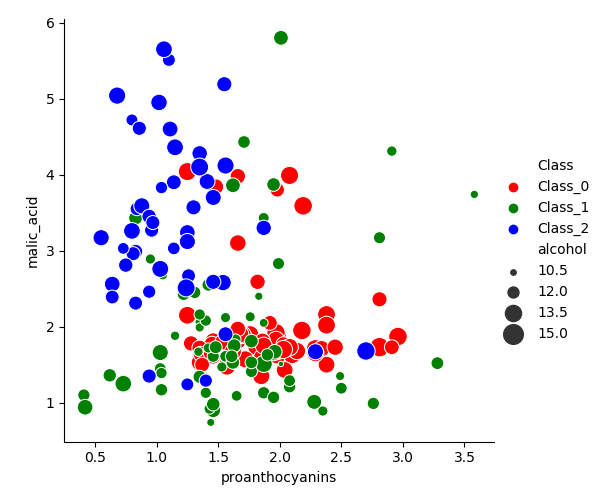 6
5
4
3
2
1
malic_acid
0.5 1.0 1.5 2.0 2.5 3.0 3.5
proanthocyanins
Class
Class_0
Class_1
Class_2
alcohol
10.5
12.0
13.5
15.0